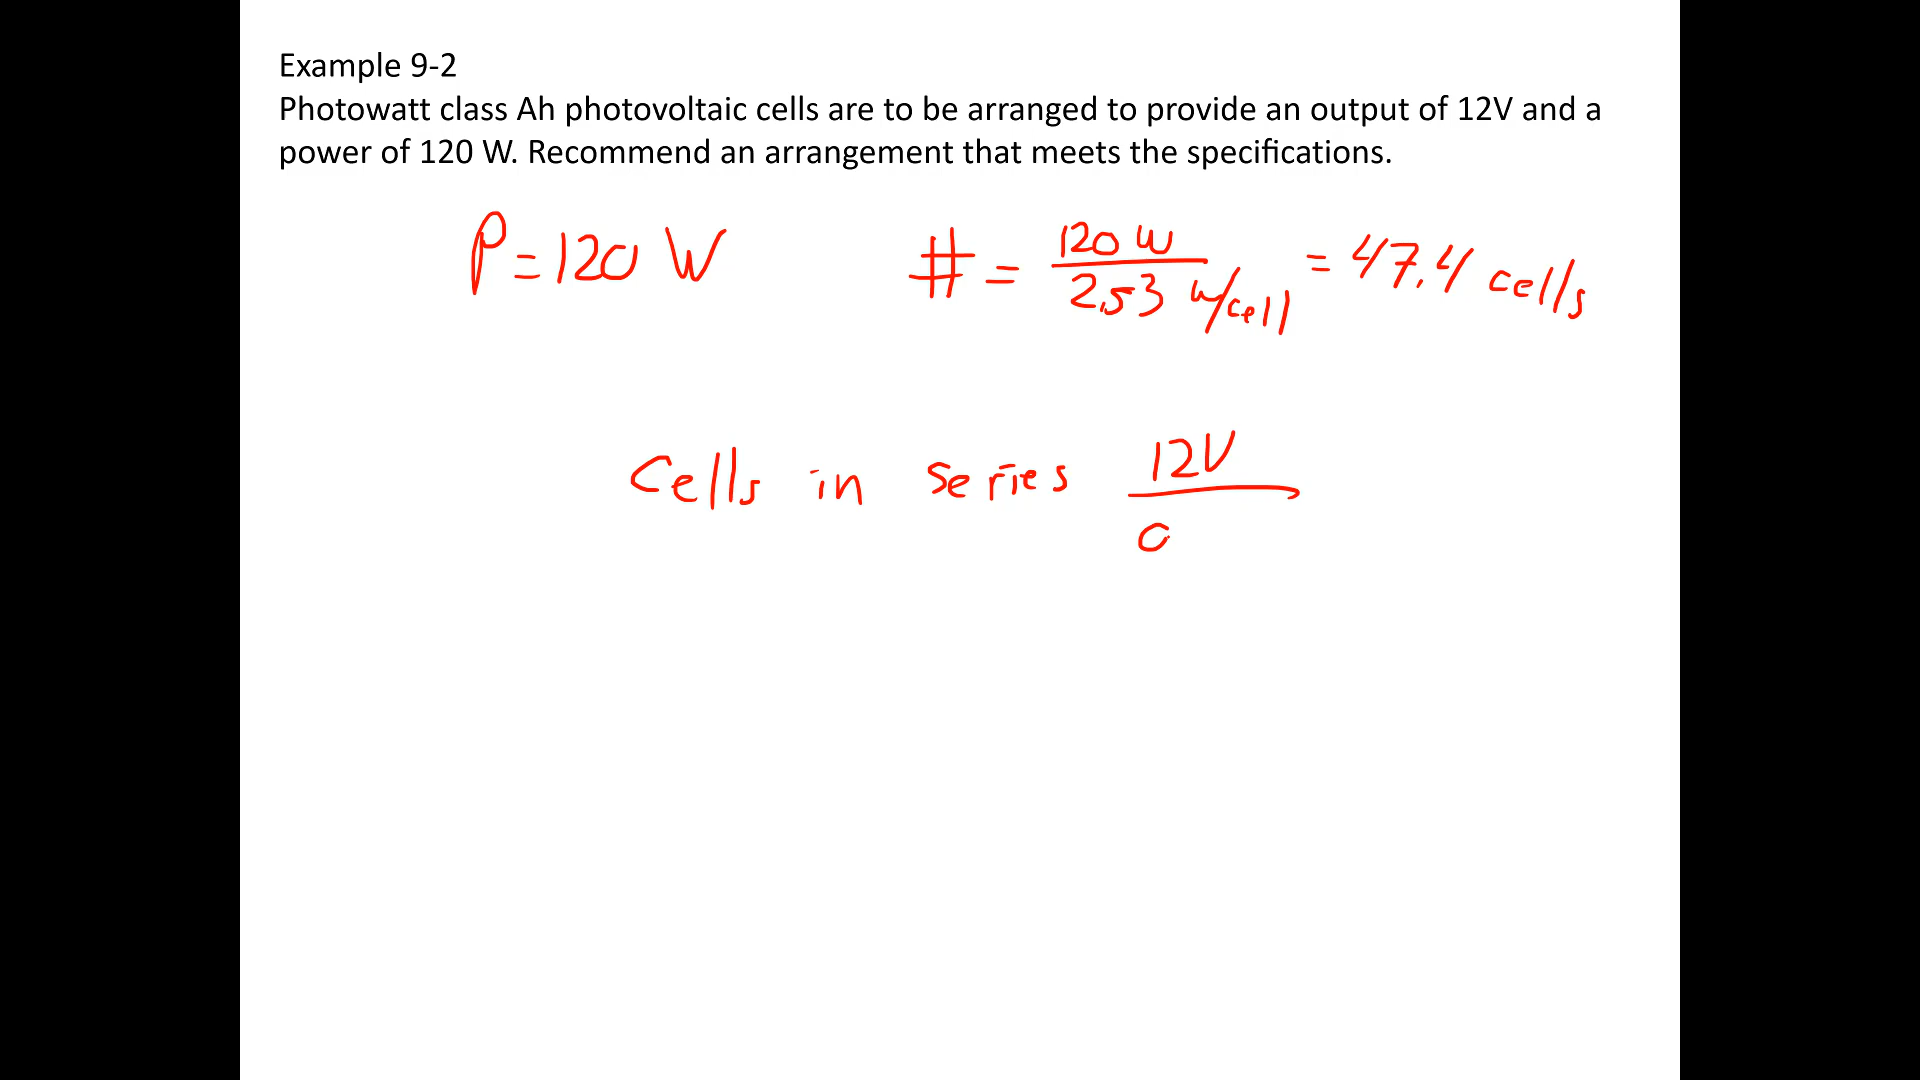 Example 9-2
Photowatt class Ah photovoltaic cells are to be arranged to provide an output of 12V and a
power of 120 W. Recommend an arrangement that meets the specifications.
P = 120 W
# = 120 W / 2.53 W/cell = 47.4 cells
Cells in series 12V / 0